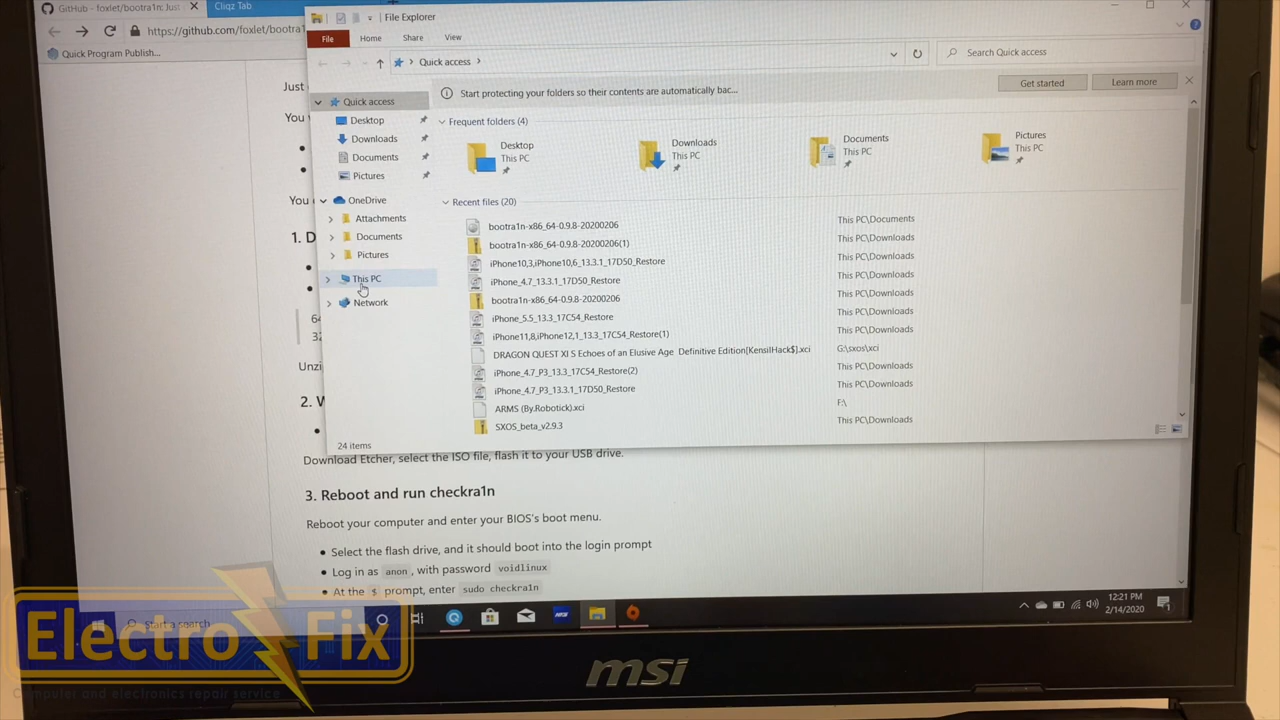 GitHub - foxlet/bootra1n: Just
Cliqz Tab
https://github.com/foxlet/bootra1
Quick Program Publish...
File Explorer
File Home Share View
Quick access
Search Quick access
Start protecting your folders so their contents are automatically bac...
Get started
Learn more
Quick access
Desktop
Downloads
Documents
Pictures
OneDrive
Attachments
Documents
Pictures
This PC
Network
24 items
Frequent folders (4)
Desktop
This PC
Downloads
This PC
Documents
This PC
Pictures
This PC
Recent files (20)
bootra1n-x86_64-0.9.8-20200206 This PC\Documents
bootra1n-x86_64-0.9.8-20200206(1) This PC\Downloads
iPhone10,3,iPhone10,6_13.3.1_17D50_Restore This PC\Downloads
iPhone_4.7_13.3.1_17D50_Restore This PC\Downloads
bootra1n-x86_64-0.9.8-20200206 This PC\Downloads
iPhone_5.5_13.3_17C54_Restore This PC\Downloads
iPhone11,8,iPhone12,1_13.3_17C54_Restore(1) This PC\Downloads
DRAGON QUEST XI S Echoes of an Elusive Age Definitive Edition[KensilHack$].xci G:\sxos\xci
iPhone_4.7_P3_13.3_17C54_Restore(2) This PC\Downloads
iPhone_4.7_P3_13.3.1_17D50_Restore This PC\Downloads
ARMS (By.Robotick).xci F:\
SXOS_beta_v2.9.3 This PC\Downloads
Just
You
You
1. D
64
32
Unzi
2. W
Download Etcher, select the ISO file, flash it to your USB drive.
3. Reboot and run checkra1n
Reboot your computer and enter your BIOS's boot menu.
Select the flash drive, and it should boot into the login prompt
Log in as anon, with password voidlinux
At the $ prompt, enter sudo checkra1n
Start a search
12:21 PM
2/14/2020
Electro Fix
Computer and electronics repair service
msi